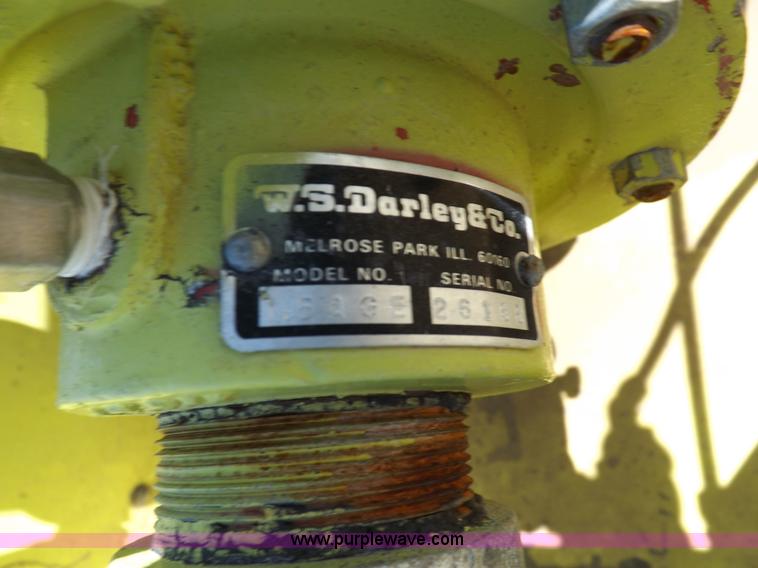 W.S.Darley&Co.
MELROSE PARK ILL. 60160
MODEL NO. SERIAL NO.
www.purplewave.com